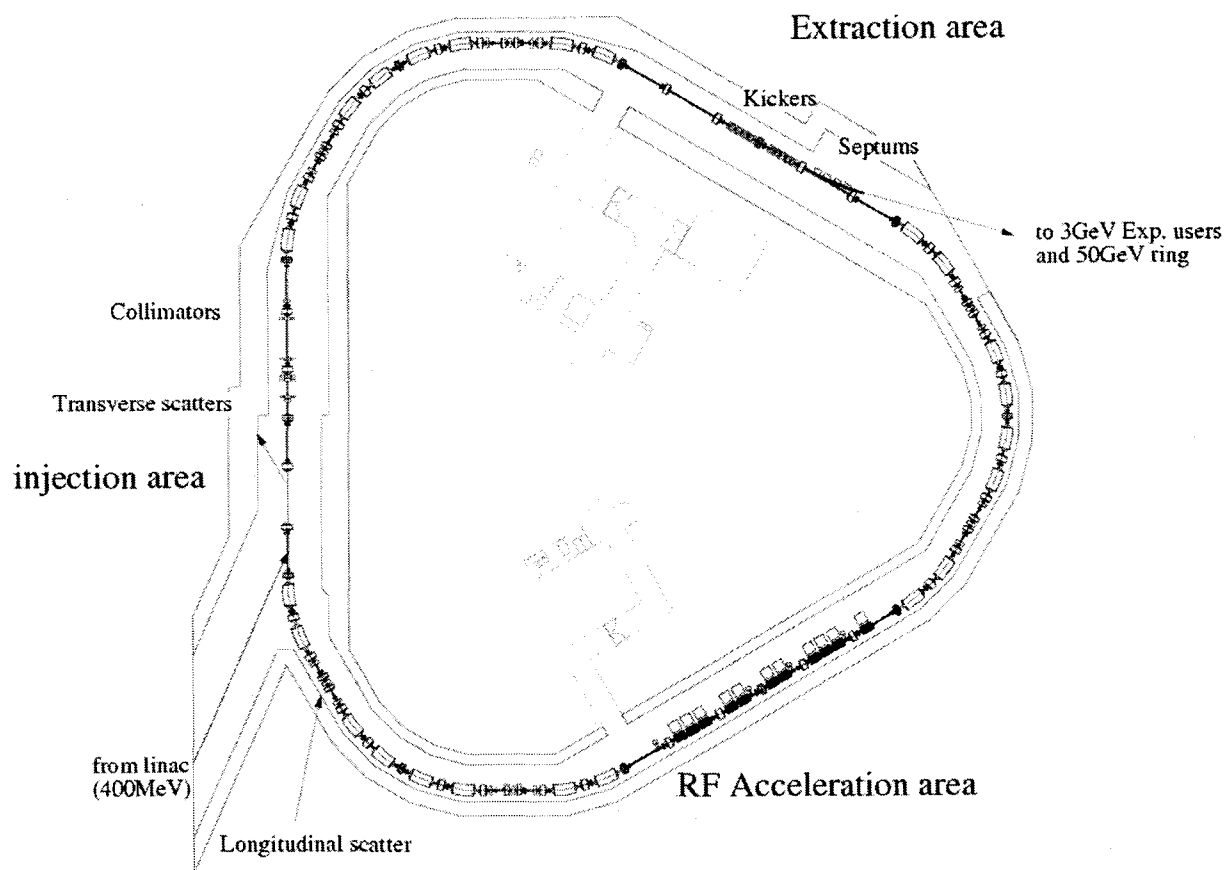 Extraction area
Kickers
Septums
to 3GeV Exp. users
and 50GeV ring
Collimators
Transverse scatters
injection area
from linac
(400MeV)
RF Acceleration area
Longitudinal scatter